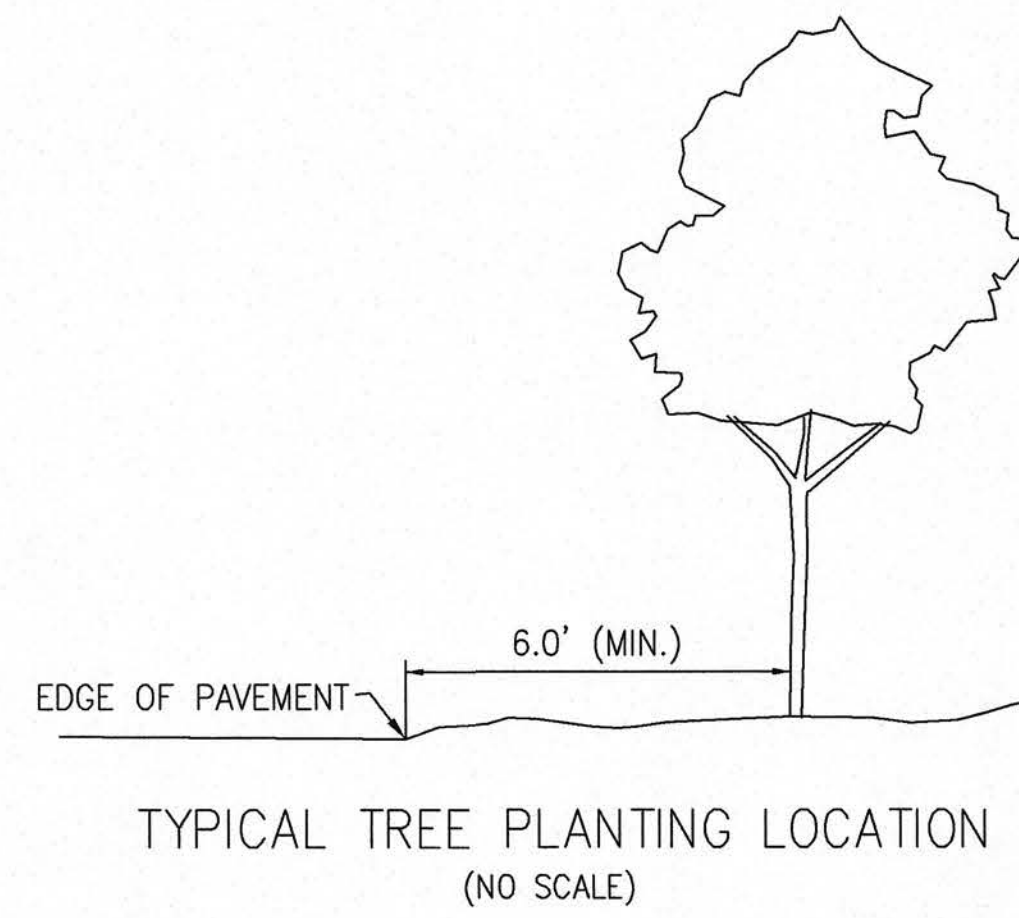 6.0' (MIN.)
EDGE OF PAVEMENT
TYPICAL TREE PLANTING LOCATION
(NO SCALE)